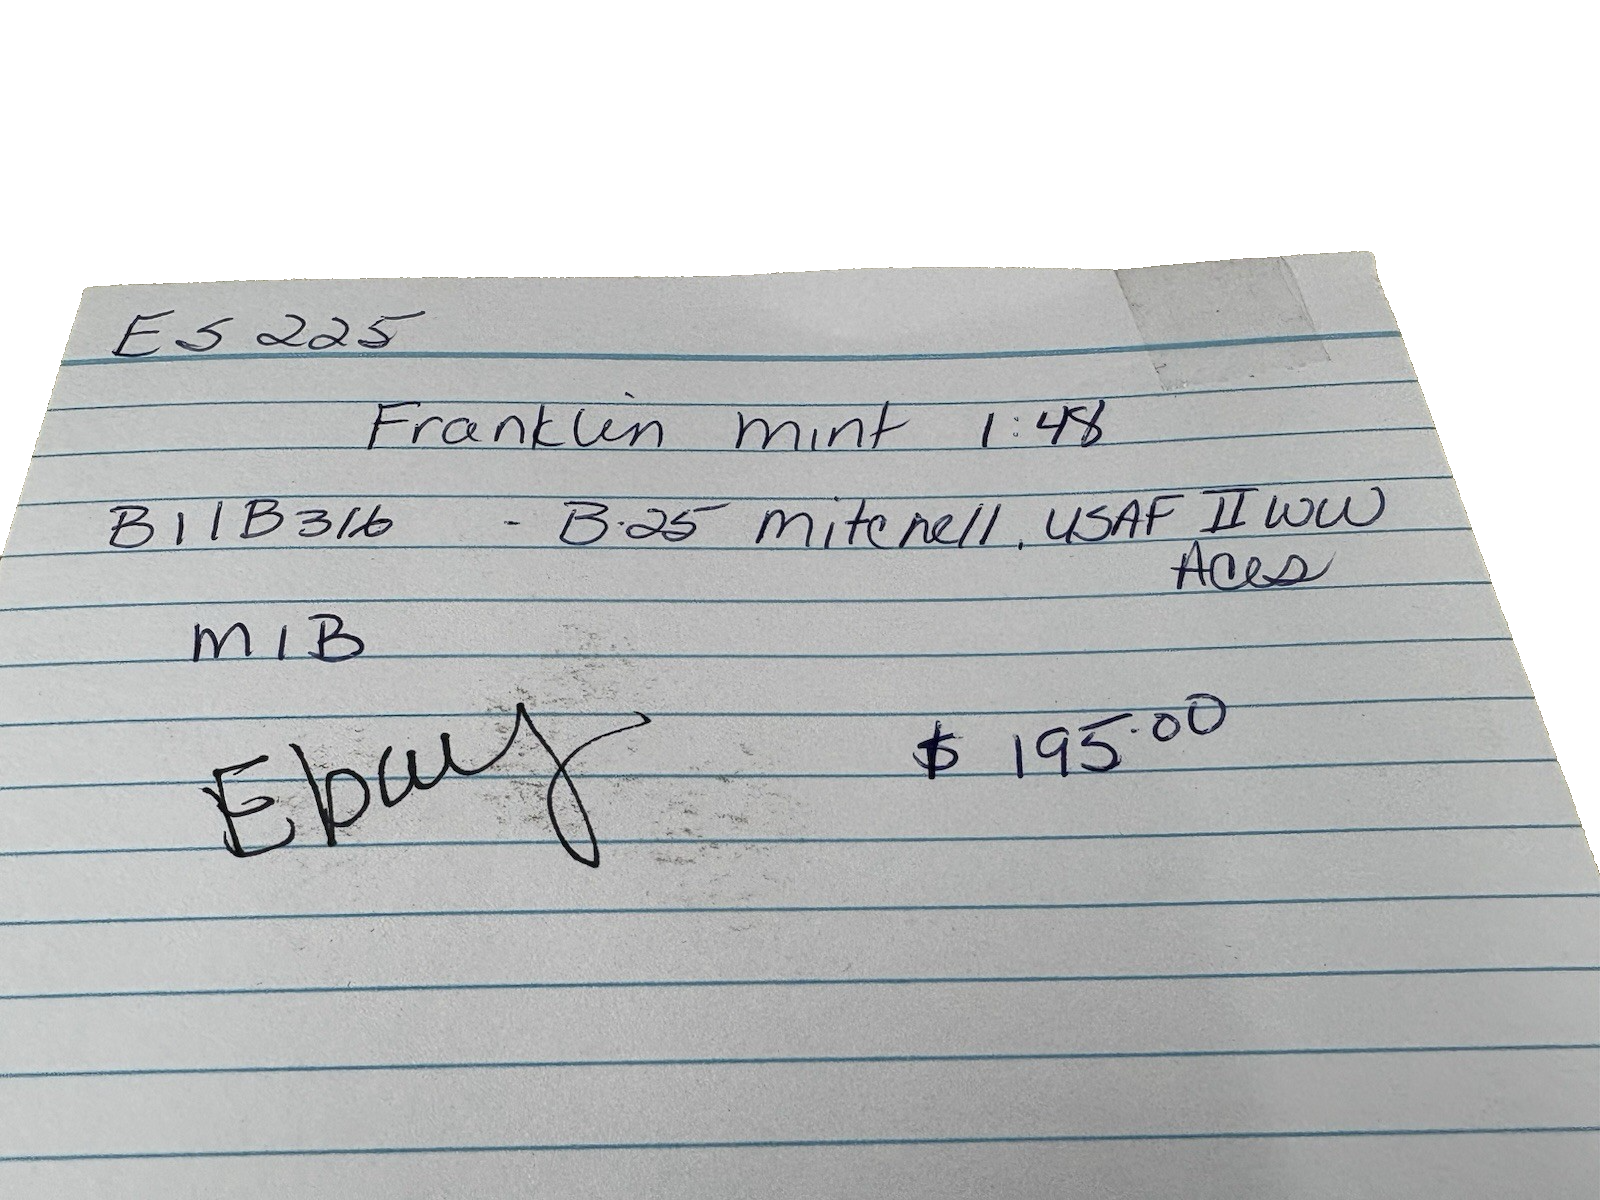 ES 225
Franklin mint 1:48
B11B316 - B-25 Mitchell, USAF II WW
Aces
MIB
Ebay $ 195.00